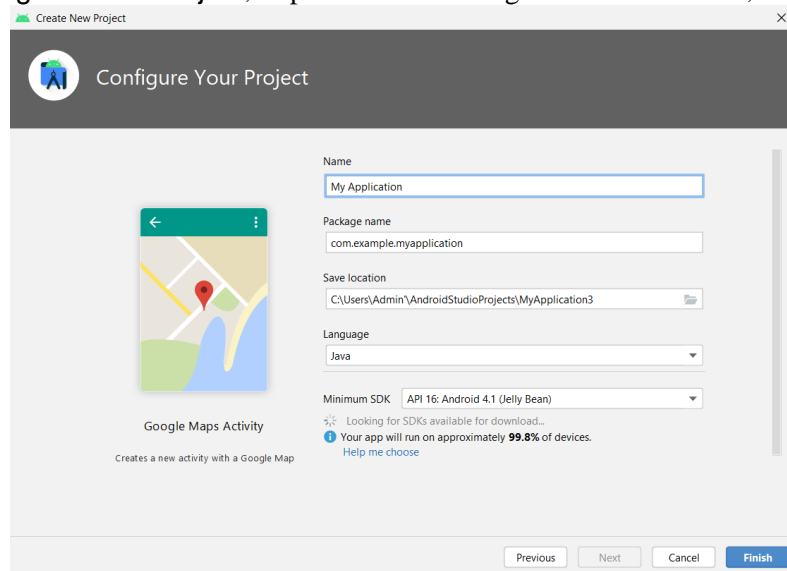 Create New Project
Configure Your Project
Name
My Application
Package name
com.example.myapplication
Save location
C:\Users\Admin'\AndroidStudioProjects\MyApplication3
Language
Java
Minimum SDK API 16: Android 4.1 (Jelly Bean)
Looking for SDKs available for download...
Your app will run on approximately 99.8% of devices.
Help me choose
Google Maps Activity
Creates a new activity with a Google Map
Previous Next Cancel Finish